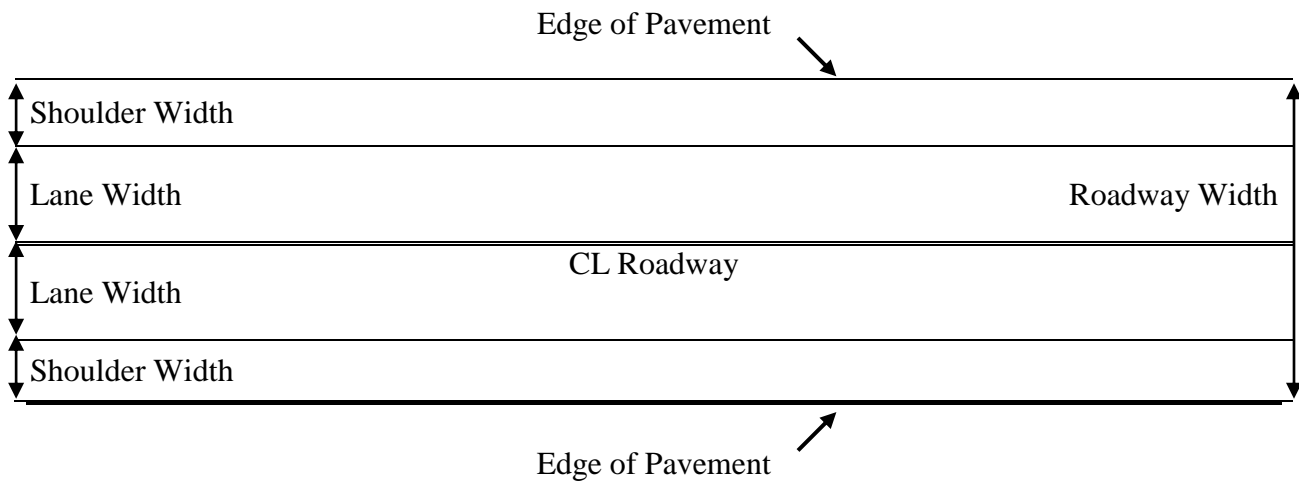 Edge of Pavement
Shoulder Width
Lane Width
Roadway Width
CL Roadway
Lane Width
Shoulder Width
Edge of Pavement